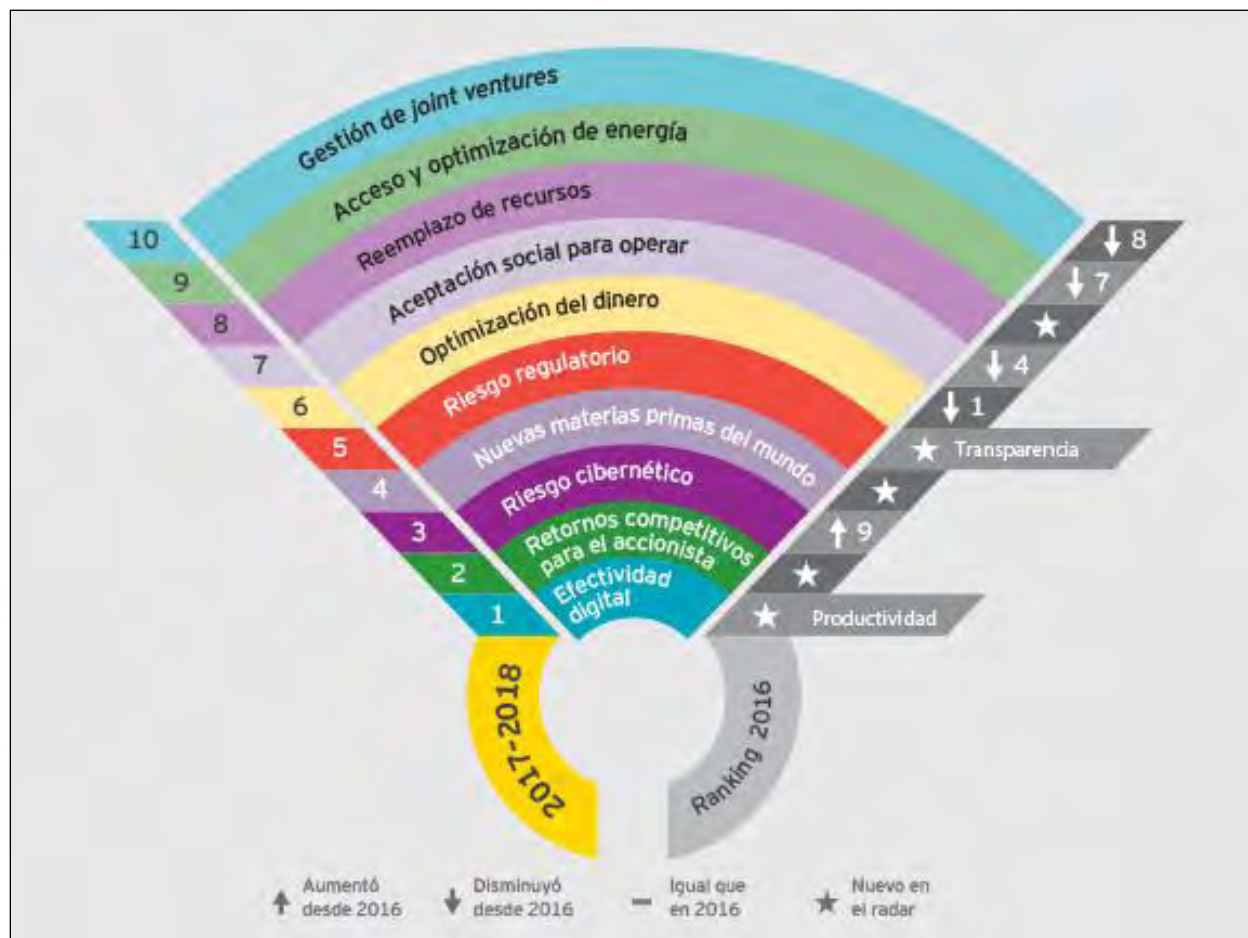 Gestión de joint ventures
Acceso y optimización de energía
Reemplazo de recursos
Aceptación social para operar
Optimización del dinero
Riesgo regulatorio
Nuevas materias primas del mundo
Riesgo cibernético
Retornos competitivos
para el accionista
Efectividad
digital
10
9
8
7
6
5
4
3
2
1
8
7
4
1
Transparencia
9
Productividad
2017-2018
Ranking 2016
Aumentó
desde 2016
Disminuyó
desde 2016
Igual que
en 2016
Nuevo en
el radar